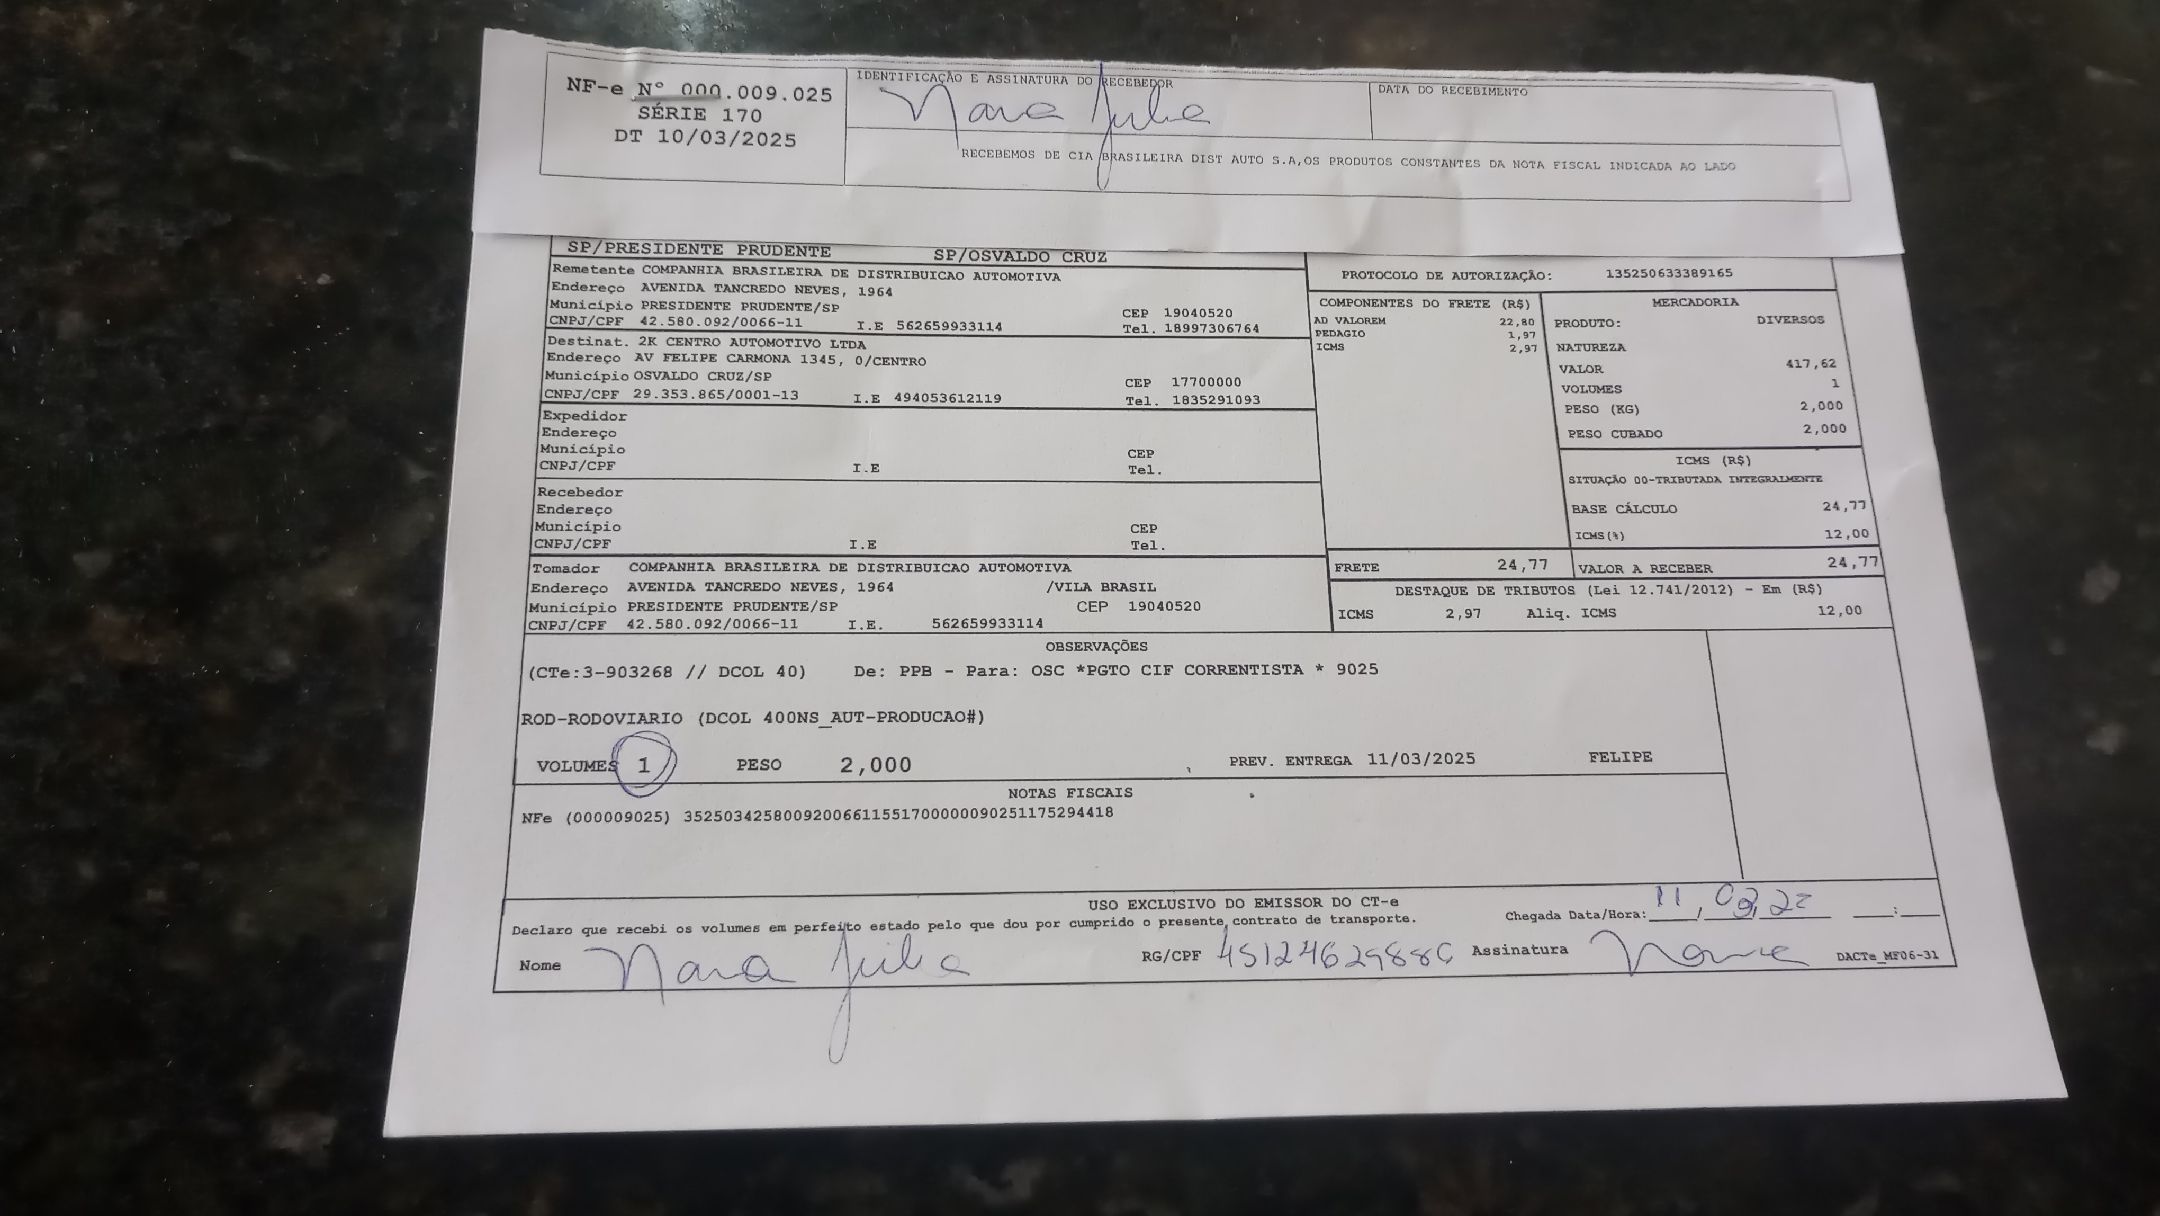 NF-e Nº 000.009.025
SÉRIE 170
DT 10/03/2025
IDENTIFICAÇÃO E ASSINATURA DO RECEBEDOR
Nara Julia
DATA DO RECEBIMENTO
RECEBEMOS DE CIA BRASILEIRA DIST AUTO S.A,OS PRODUTOS CONSTANTES DA NOTA FISCAL INDICADA AO LADO
SP/PRESIDENTE PRUDENTE SP/OSVALDO CRUZ
Remetente COMPANHIA BRASILEIRA DE DISTRIBUICAO AUTOMOTIVA
Endereço AVENIDA TANCREDO NEVES, 1964
Município PRESIDENTE PRUDENTE/SP CEP 19040520
CNPJ/CPF 42.580.092/0066-11 I.E 562659933114 Tel. 18997306764
Destinat. 2K CENTRO AUTOMOTIVO LTDA
Endereço AV FELIPE CARMONA 1345, 0/CENTRO
Município OSVALDO CRUZ/SP CEP 17700000
CNPJ/CPF 29.353.865/0001-13 I.E 494053612119 Tel. 1835291093
Expedidor
Endereço
Município CEP
CNPJ/CPF I.E Tel.
Recebedor
Endereço
Município CEP
CNPJ/CPF I.E Tel.
Tomador COMPANHIA BRASILEIRA DE DISTRIBUICAO AUTOMOTIVA
Endereço AVENIDA TANCREDO NEVES, 1964 /VILA BRASIL
Município PRESIDENTE PRUDENTE/SP CEP 19040520
CNPJ/CPF 42.580.092/0066-11 I.E. 562659933114
PROTOCOLO DE AUTORIZAÇÃO: 135250633389165
COMPONENTES DO FRETE (R$)
AD VALOREM 22,80
PEDAGIO 1,97
ICMS 2,97
MERCADORIA
PRODUTO: DIVERSOS
NATUREZA
VALOR 417,62
VOLUMES 1
PESO (KG) 2,000
PESO CUBADO 2,000
ICMS (R$)
SITUAÇÃO 00-TRIBUTADA INTEGRALMENTE
BASE CÁLCULO 24,77
ICMS(%) 12,00
FRETE 24,77 VALOR A RECEBER 24,77
DESTAQUE DE TRIBUTOS (Lei 12.741/2012) - Em (R$)
ICMS 2,97 Aliq. ICMS 12,00
OBSERVAÇÕES
(CTe:3-903268 // DCOL 40) De: PPB - Para: OSC *PGTO CIF CORRENTISTA * 9025
ROD-RODOVIARIO (DCOL 400NS_AUT-PRODUCAO#)
VOLUMES 1 PESO 2,000 PREV. ENTREGA 11/03/2025 FELIPE
NOTAS FISCAIS
NFe (000009025) 35250342580092006611551700000090251175294418
USO EXCLUSIVO DO EMISSOR DO CT-e
Declaro que recebi os volumes em perfeito estado pelo que dou por cumprido o presente contrato de transporte.
Chegada Data/Hora: 11/03/ :
Nome Nara Julia RG/CPF Assinatura DACTe_MF06-31